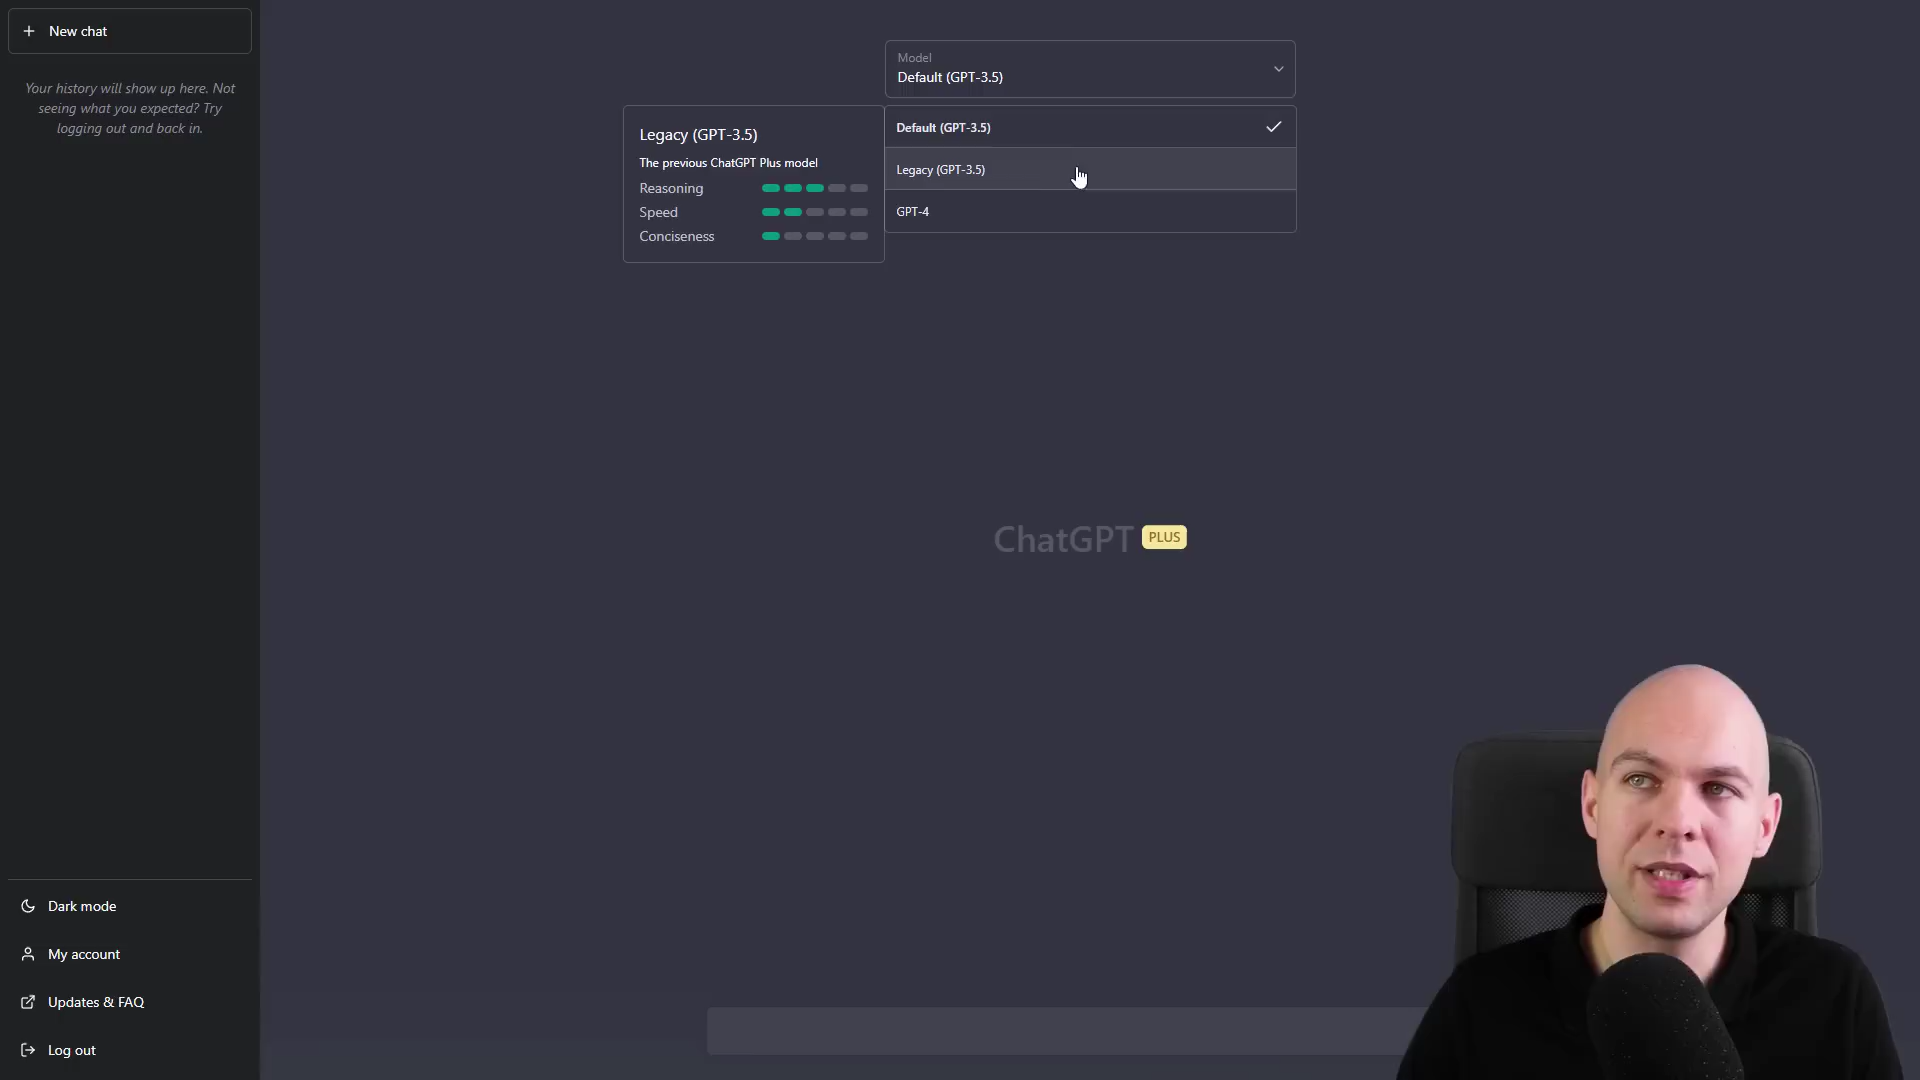 New chat
Your history will show up here. Not
seeing what you expected? Try
logging out and back in.
Model
Default (GPT-3.5)
Legacy (GPT-3.5)
The previous ChatGPT Plus model
Reasoning
Speed
Conciseness
Default (GPT-3.5)
Legacy (GPT-3.5)
GPT-4
ChatGPT PLUS
Dark mode
My account
Updates & FAQ
Log out